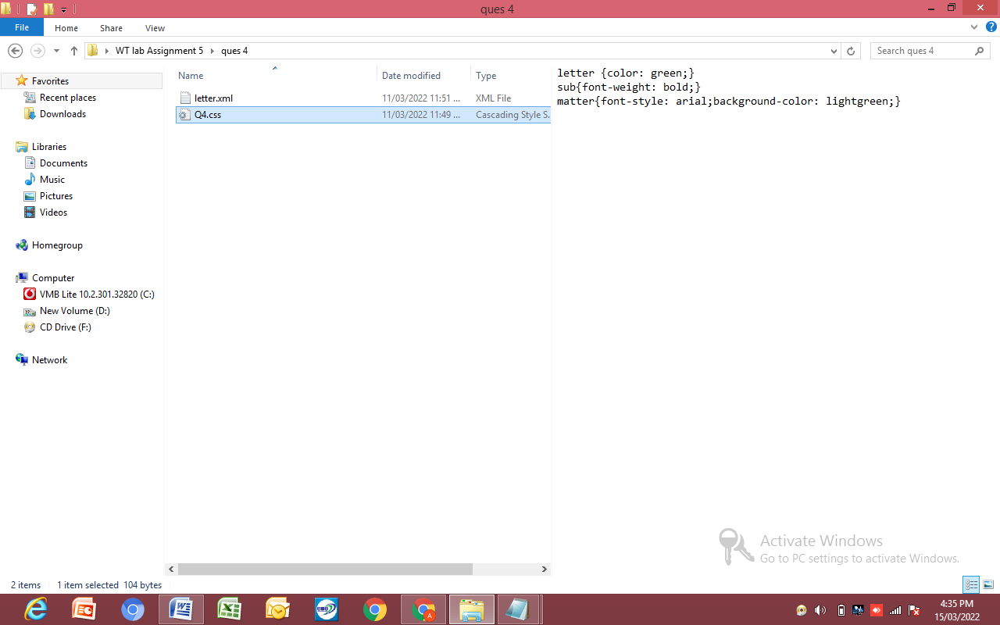 ques 4
File Home Share View
WT lab Assignment 5 ques 4
Search ques 4
Favorites
Recent places
Downloads
Libraries
Documents
Music
Pictures
Videos
Homegroup
Computer
VMB Lite 10.2.301.32820 (C:)
New Volume (D:)
CD Drive (F:)
Network
Name Date modified Type
letter.xml 11/03/2022 11:51 ... XML File
Q4.css 11/03/2022 11:49 ... Cascading Style S.
letter {color: green;}
sub{font-weight: bold;}
matter{font-style: arial;background-color: lightgreen;}
Activate Windows
Go to PC settings to activate Windows.
2 items 1 item selected 104 bytes
4:35 PM
15/03/2022